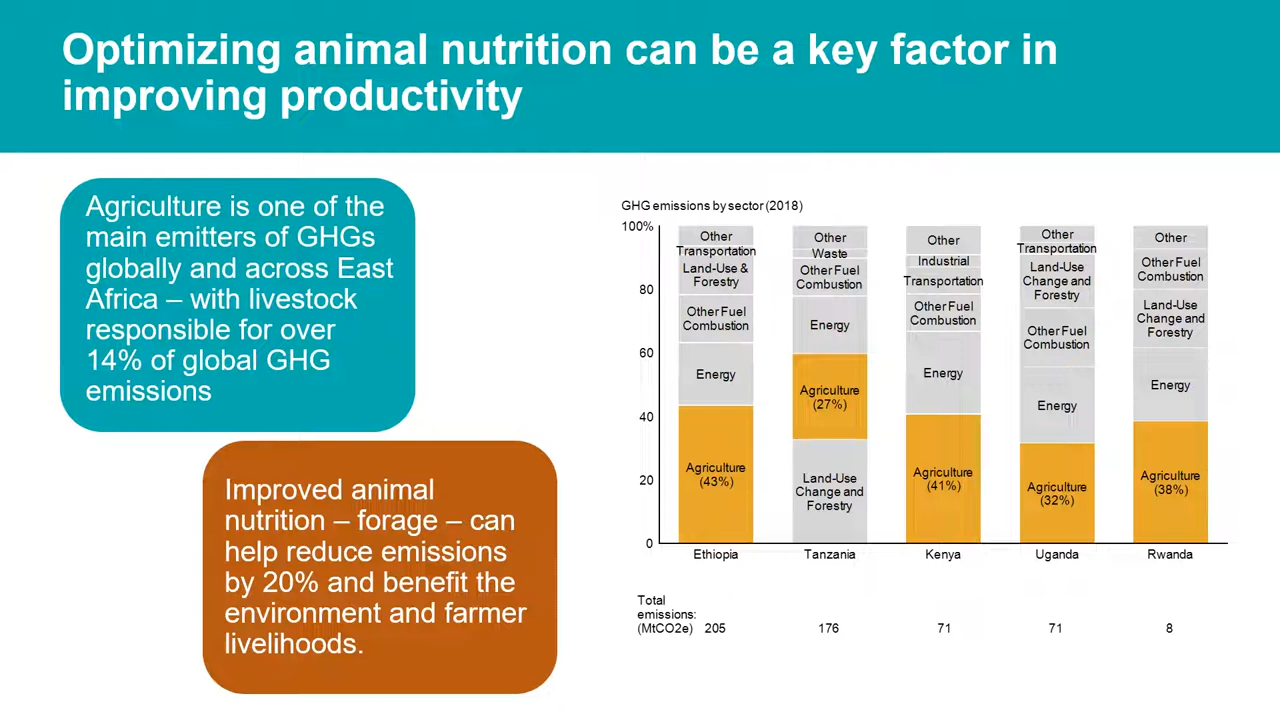 Optimizing animal nutrition can be a key factor in
improving productivity
Agriculture is one of the
main emitters of GHGs
globally and across East
Africa – with livestock
responsible for over
14% of global GHG
emissions
Improved animal
nutrition – forage – can
help reduce emissions
by 20% and benefit the
environment and farmer
livelihoods.
GHG emissions by sector (2018)
100%
80
60
40
20
0
Other
Transportation
Land-Use &
Forestry
Other Fuel
Combustion
Energy
Agriculture
(43%)
Ethiopia
Other
Waste
Other Fuel
Combustion
Energy
Agriculture
(27%)
Land-Use
Change and
Forestry
Tanzania
Other
Industrial
Transportation
Other Fuel
Combustion
Energy
Agriculture
(41%)
Kenya
Other
Transportation
Land-Use
Change and
Forestry
Other Fuel
Combustion
Energy
Agriculture
(32%)
Uganda
Other
Other Fuel
Combustion
Land-Use
Change and
Forestry
Energy
Agriculture
(38%)
Rwanda
Total
emissions:
(MtCO2e) 205 176 71 71 8